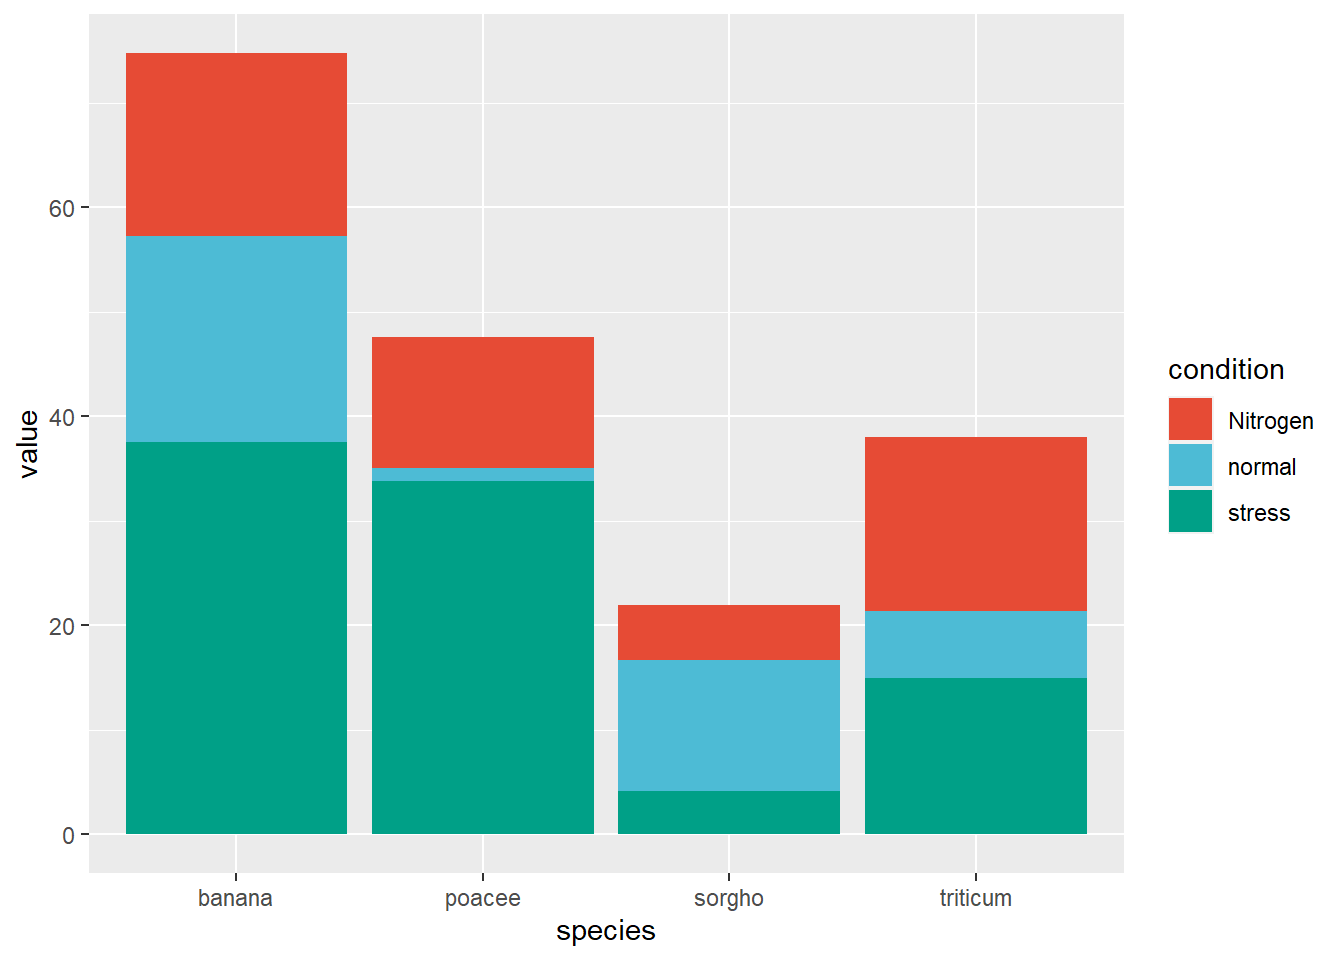 value
60
40
20
0
banana poacee sorgho triticum
species
condition
Nitrogen
normal
stress